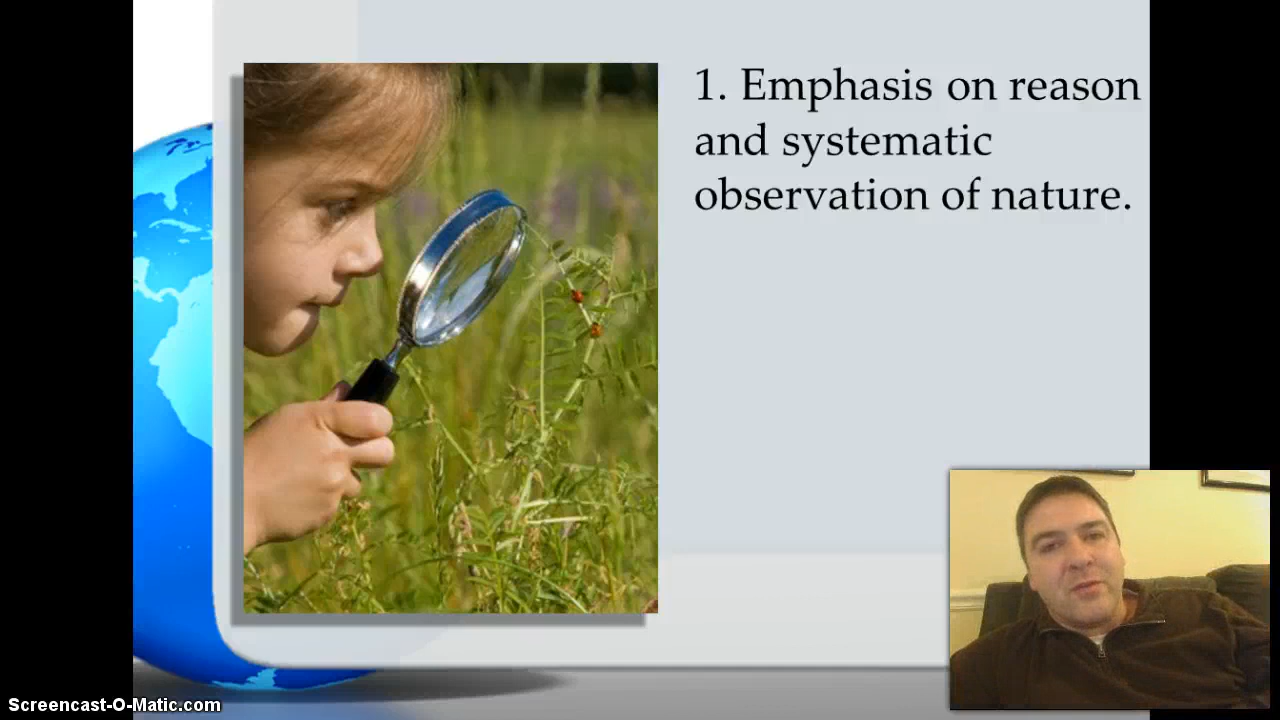 1. Emphasis on reason
and systematic
observation of nature.
Screencast-O-Matic.com